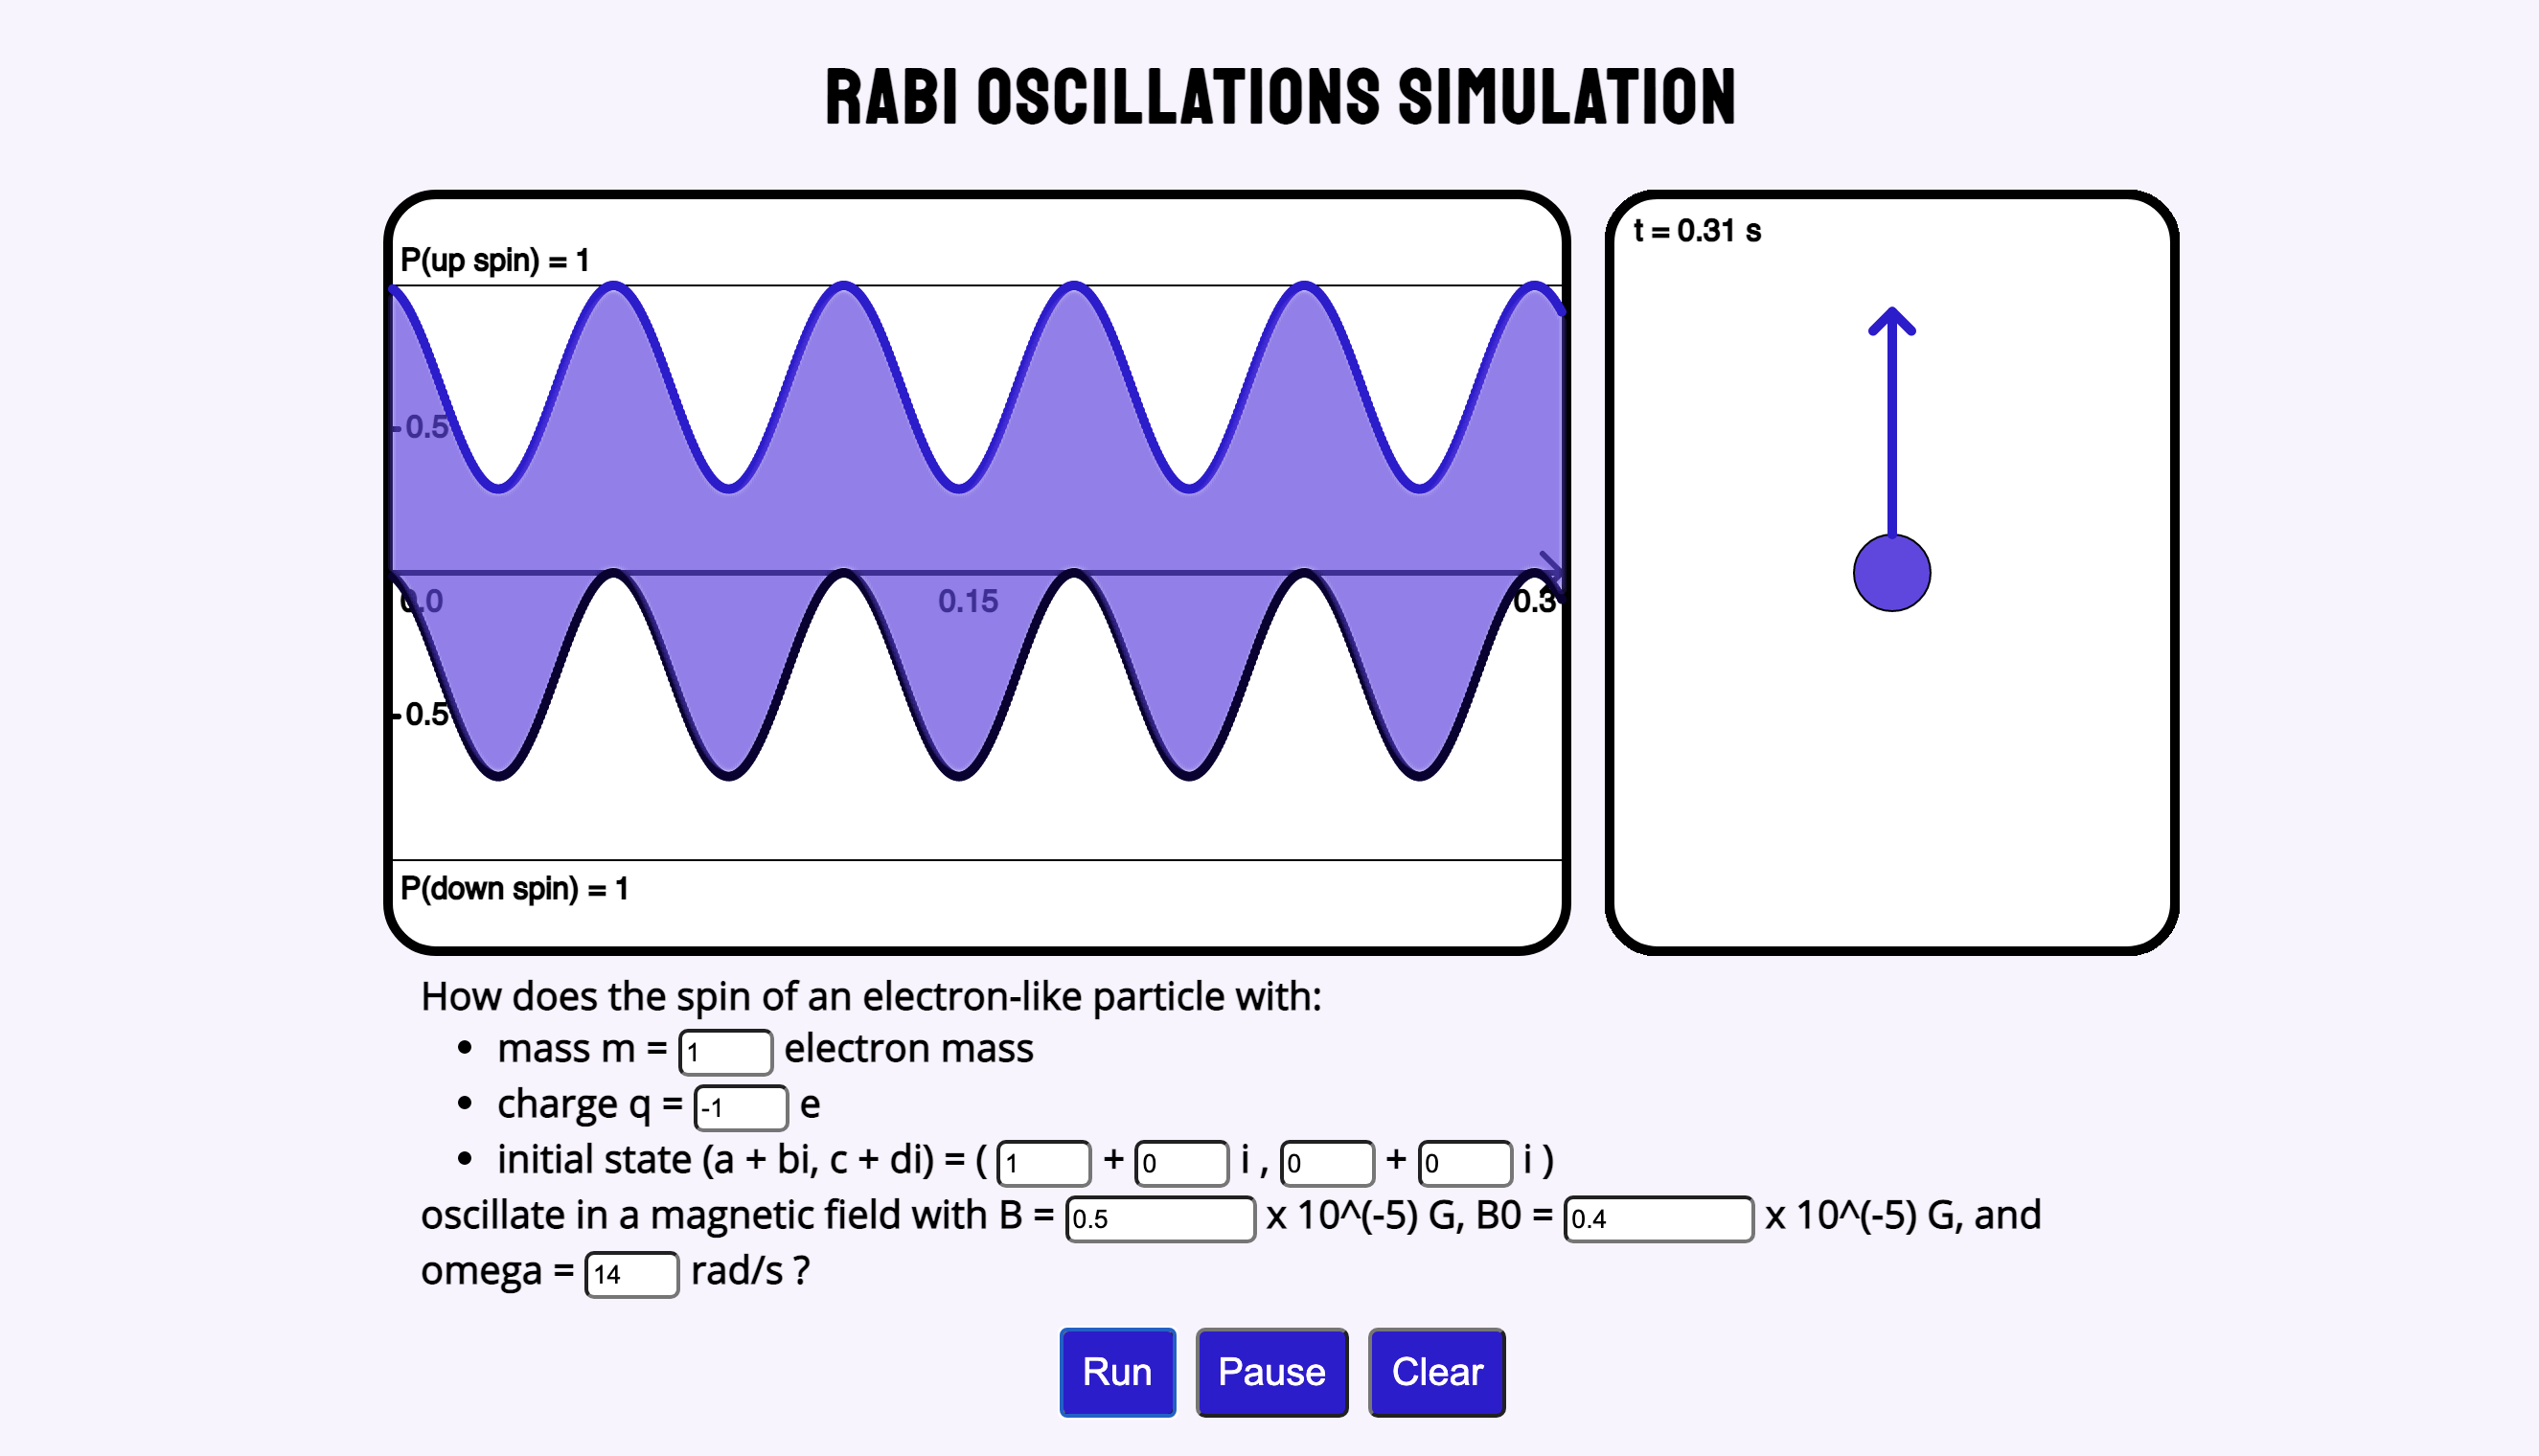 RABI OSCILLATIONS SIMULATION
P(up spin) = 1
0.5
0.0
0.15
0.3
0.5
P(down spin) = 1
t = 0.31 s
How does the spin of an electron-like particle with:
• mass m = 1 electron mass
• charge q = -1 e
• initial state (a + bi, c + di) = ( 1 + 0 i , 0 + 0 i )
oscillate in a magnetic field with B = 0.5 x 10^(-5) G, B0 = 0.4 x 10^(-5) G, and
omega = 14 rad/s ?
Run Pause Clear